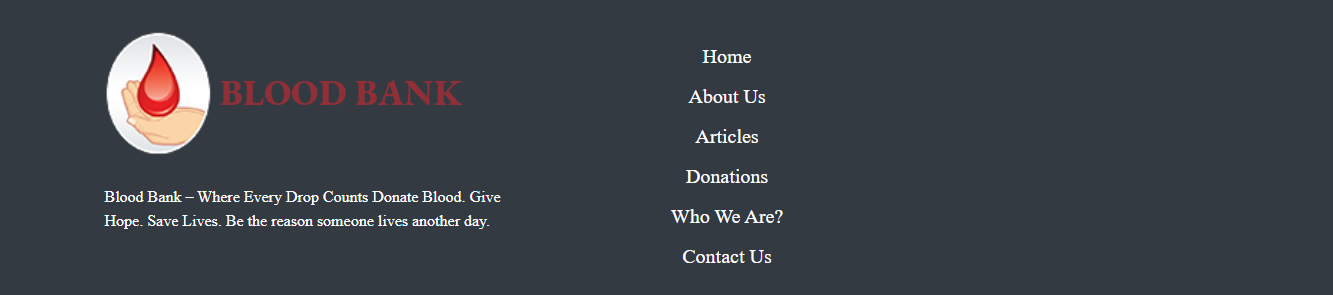 BLOOD BANK
Blood Bank – Where Every Drop Counts Donate Blood. Give
Hope. Save Lives. Be the reason someone lives another day.
Home
About Us
Articles
Donations
Who We Are?
Contact Us